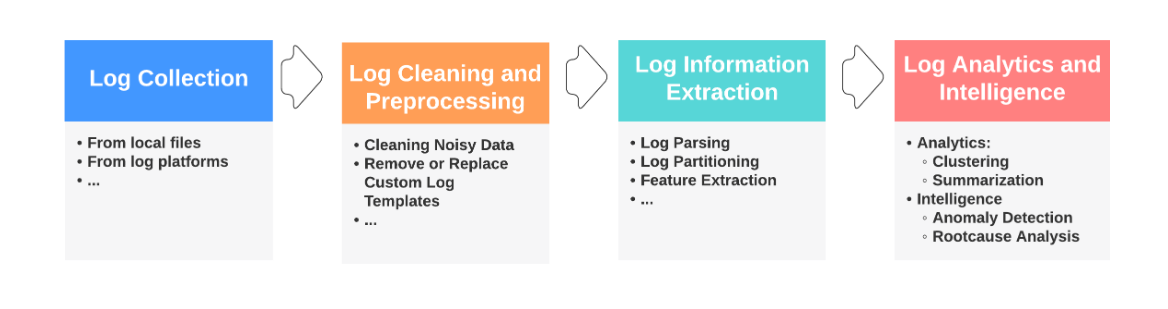 Log Collection
• From local files
• From log platforms
• ...
Log Cleaning and
Preprocessing
• Cleaning Noisy Data
• Remove or Replace
Custom Log
Templates
• ...
Log Information
Extraction
• Log Parsing
• Log Partitioning
• Feature Extraction
• ...
Log Analytics and
Intelligence
• Analytics:
◦ Clustering
◦ Summarization
• Intelligence
◦ Anomaly Detection
◦ Rootcause Analysis